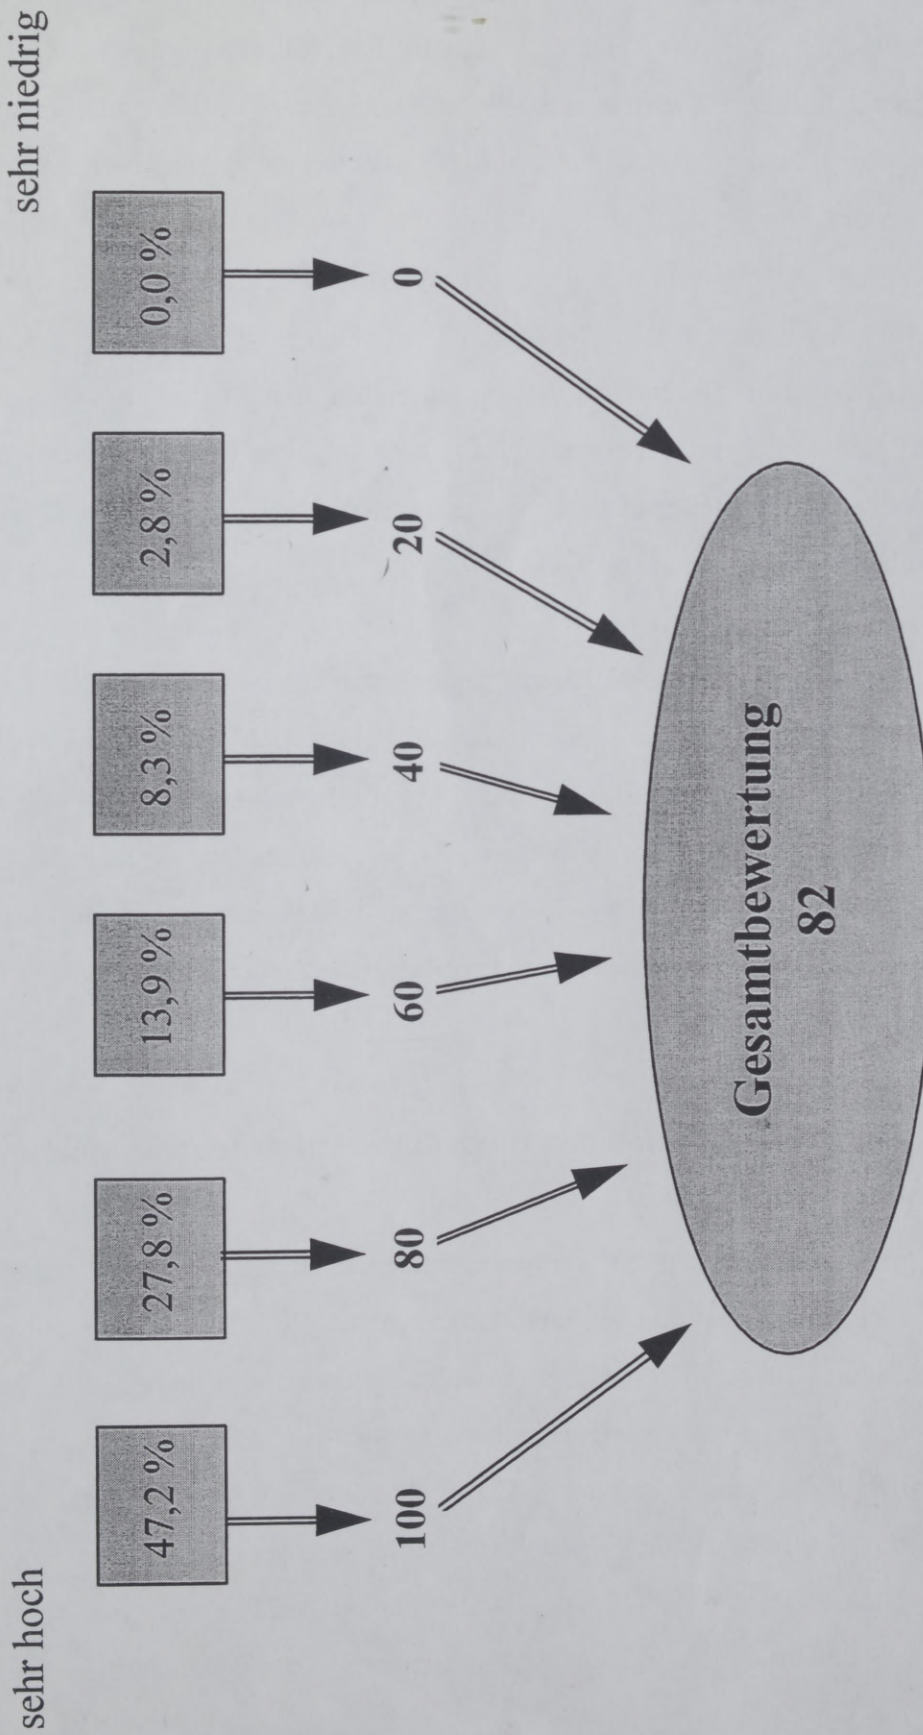 sehr hoch sehr niedrig
47,2 % 27,8 % 13,9 % 8,3 % 2,8 % 0,0 %
100 80 60 40 20 0
Gesamtbewertung
82